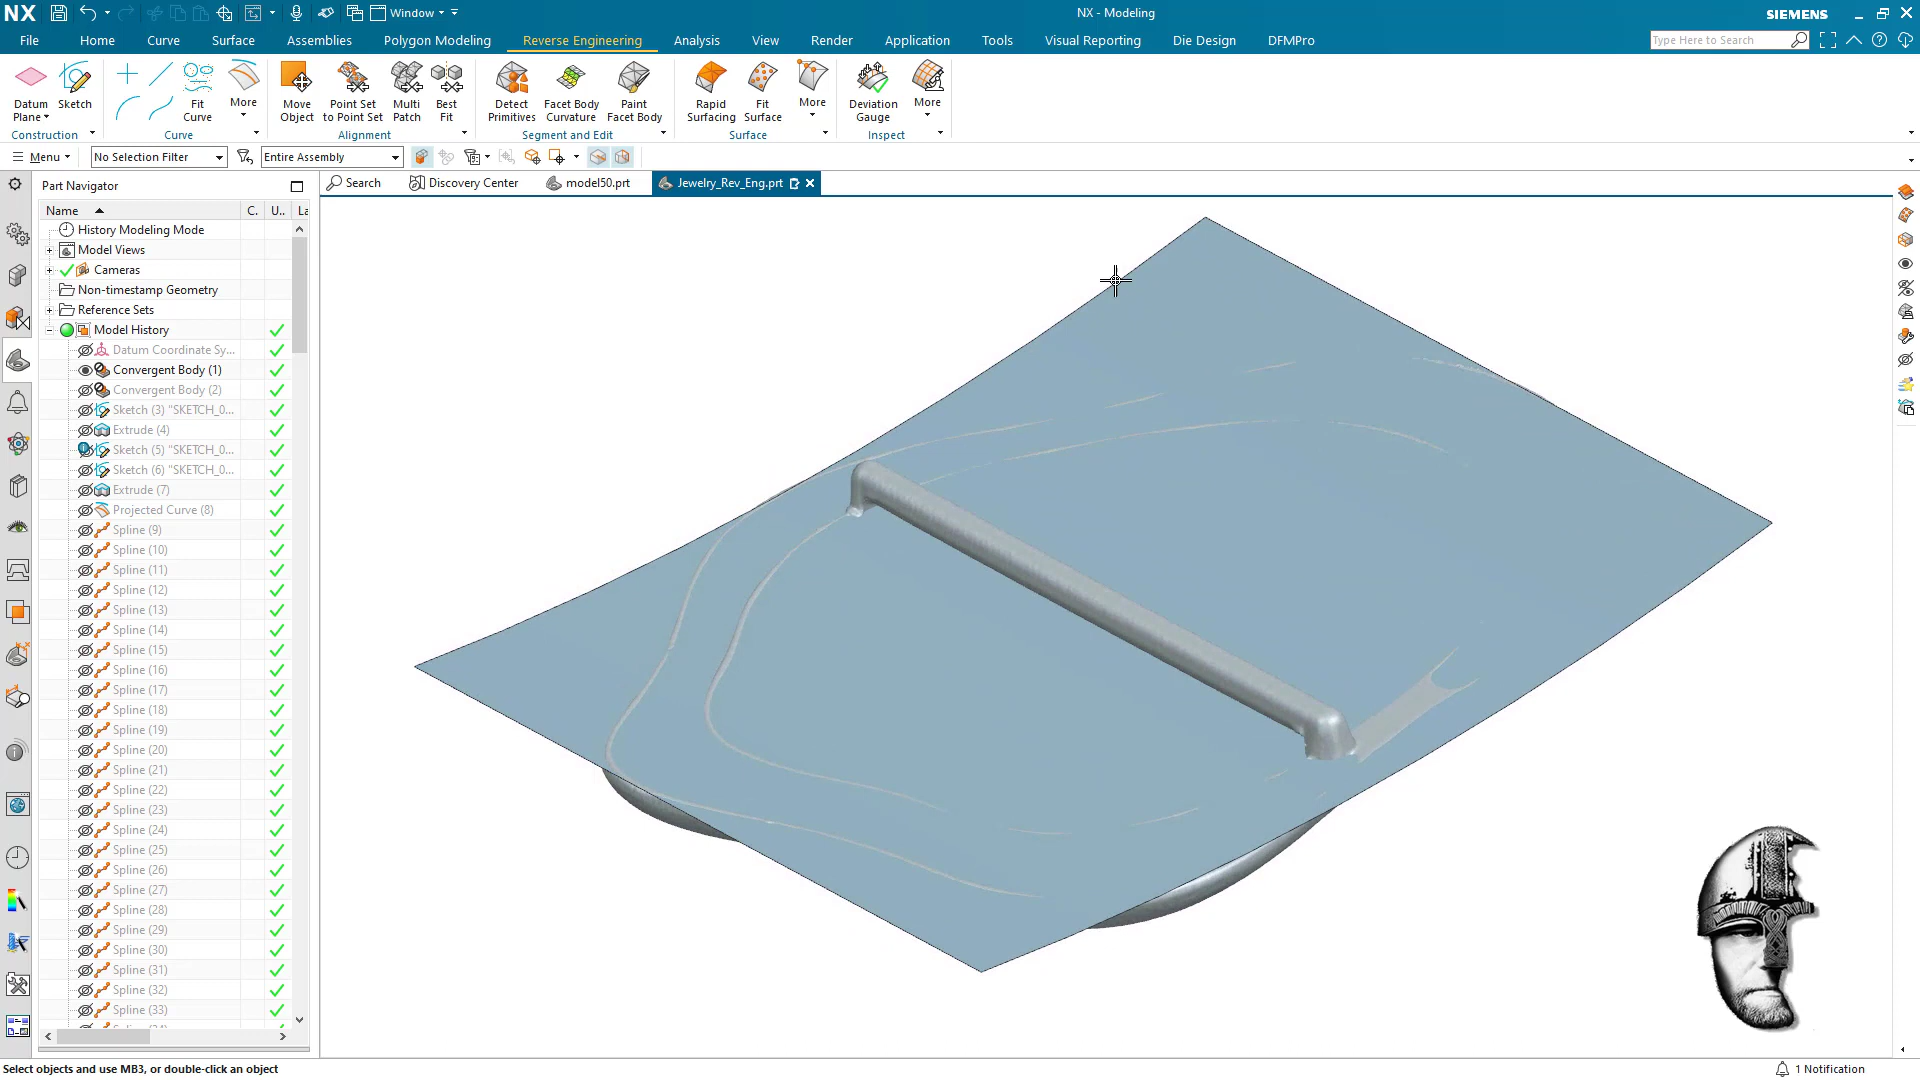 NX
Window
NX - Modeling
SIEMENS
File
Home
Curve
Surface
Assemblies
Polygon Modeling
Reverse Engineering
Analysis
View
Render
Application
Tools
Visual Reporting
Die Design
DFMPro
Type Here to Search
Datum
Plane
Sketch
Fit
Curve
More
Move
Object
Point Set
to Point Set
Multi
Patch
Best
Fit
Detect
Primitives
Facet Body
Curvature
Paint
Facet Body
Rapid
Surfacing
Fit
Surface
More
Deviation
Gauge
More
Construction
Curve
Alignment
Segment and Edit
Surface
Inspect
Menu
No Selection Filter
Entire Assembly
Part Navigator
Search
Discovery Center
model50.prt
Jewelry_Rev_Eng.prt
Name
C.
U..
La
History Modeling Mode
Model Views
Cameras
Non-timestamp Geometry
Reference Sets
Model History
Datum Coordinate Sy...
Convergent Body (1)
Convergent Body (2)
Sketch (3) "SKETCH_0...
Extrude (4)
Sketch (5) "SKETCH_0...
Sketch (6) "SKETCH_0...
Extrude (7)
Projected Curve (8)
Spline (9)
Spline (10)
Spline (11)
Spline (12)
Spline (13)
Spline (14)
Spline (15)
Spline (16)
Spline (17)
Spline (18)
Spline (19)
Spline (20)
Spline (21)
Spline (22)
Spline (23)
Spline (24)
Spline (25)
Spline (26)
Spline (27)
Spline (28)
Spline (29)
Spline (30)
Spline (31)
Spline (32)
Spline (33)
Select objects and use MB3, or double-click an object
1 Notification